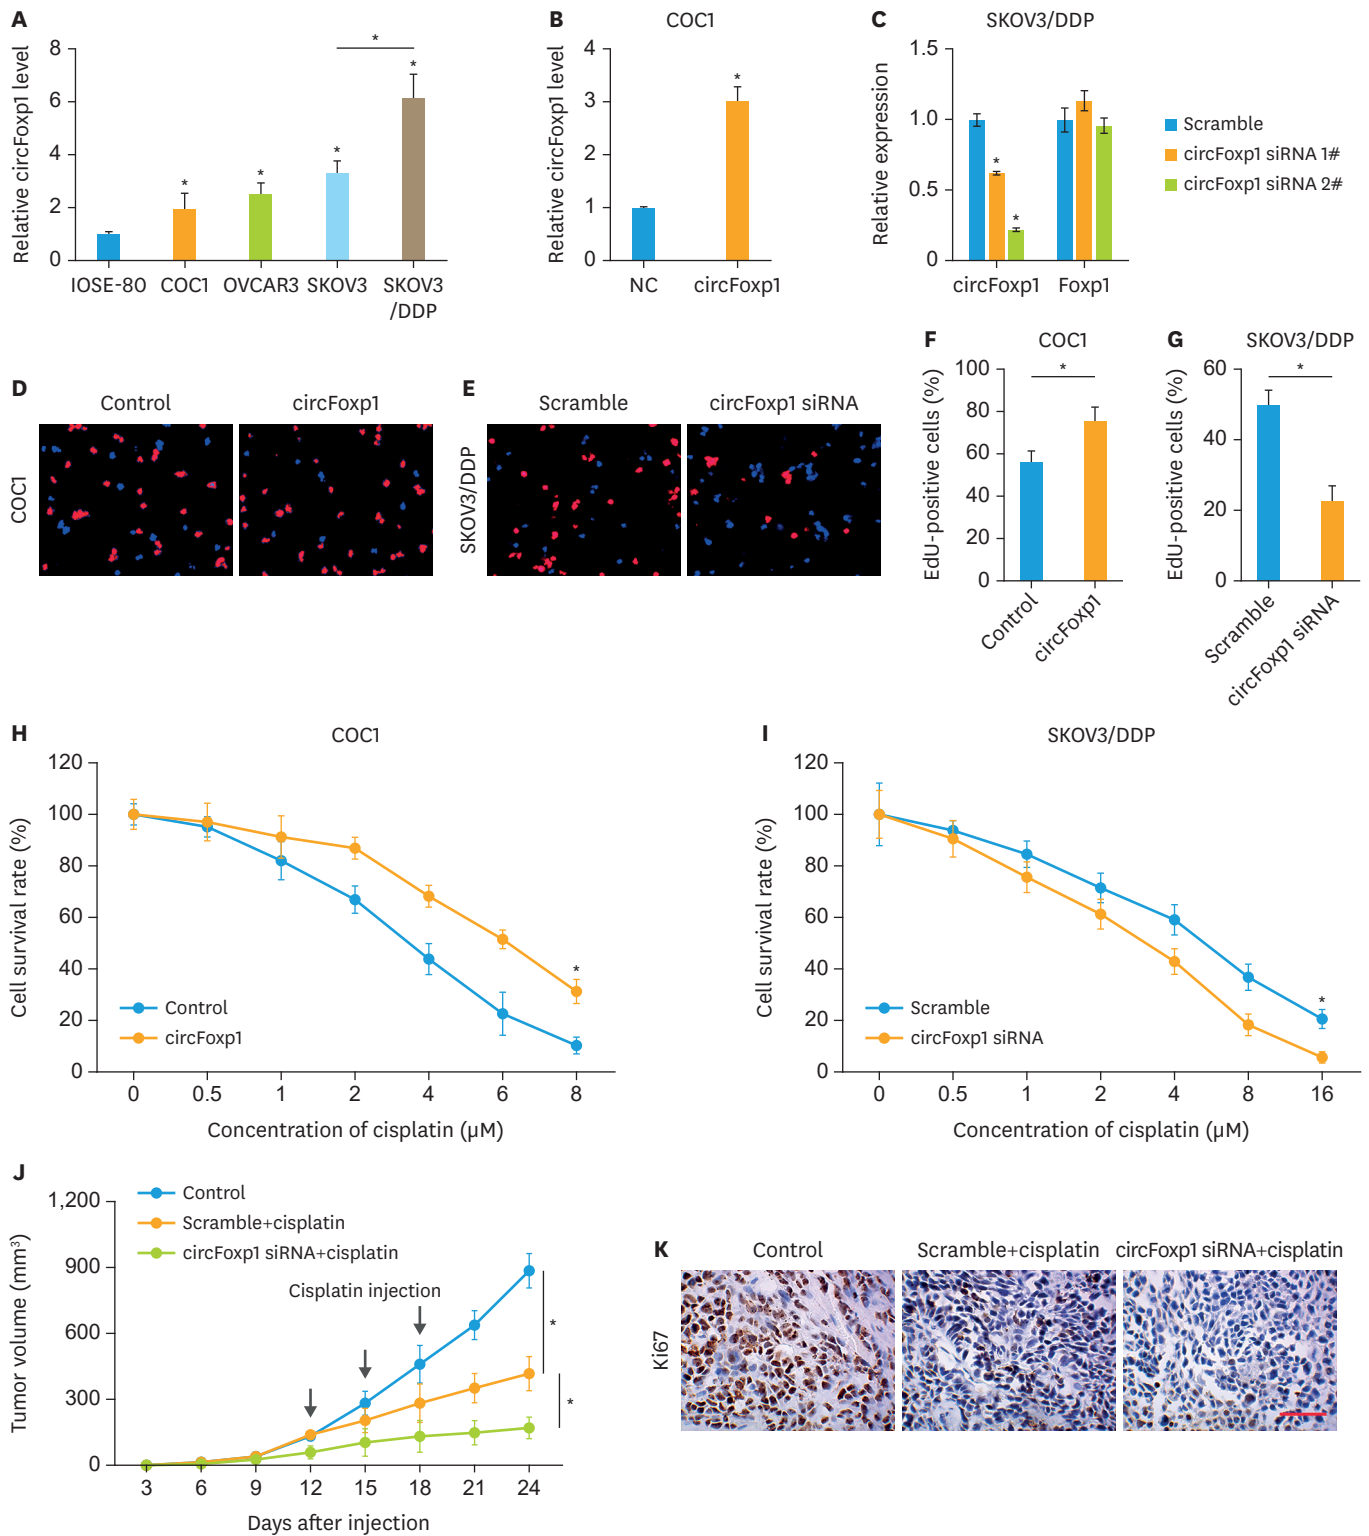 A
Relative circFoxp1 level
8
6
4
2
0
*
*
*
*
*
IOSE-80 COC1 OVCAR3 SKOV3 SKOV3
/DDP
B
COC1
Relative circFoxp1 level
4
3
2
1
0
*
NC circFoxp1
C
SKOV3/DDP
Relative expression
1.5
1.0
0.5
0
*
*
circFoxp1 Foxp1
Scramble
circFoxp1 siRNA 1#
circFoxp1 siRNA 2#
D
Control circFoxp1
COC1
E
Scramble circFoxp1 siRNA
SKOV3/DDP
F
COC1
EdU-positive cells (%)
100
80
60
40
20
0
*
Control
circFoxp1
G
SKOV3/DDP
EdU-positive cells (%)
60
40
20
0
*
Scramble
circFoxp1 siRNA
H
COC1
Cell survival rate (%)
120
100
80
60
40
20
0
*
Control
circFoxp1
0 0.5 1 2 4 6 8
Concentration of cisplatin (µM)
I
SKOV3/DDP
Cell survival rate (%)
120
100
80
60
40
20
0
*
Scramble
circFoxp1 siRNA
0 0.5 1 2 4 8 16
Concentration of cisplatin (µM)
J
Tumor volume (mm³)
1,200
900
600
300
0
Control
Scramble+cisplatin
circFoxp1 siRNA+cisplatin
Cisplatin injection
*
*
3 6 9 12 15 18 21 24
Days after injection
K
Control Scramble+cisplatin circFoxp1 siRNA+cisplatin
Ki67